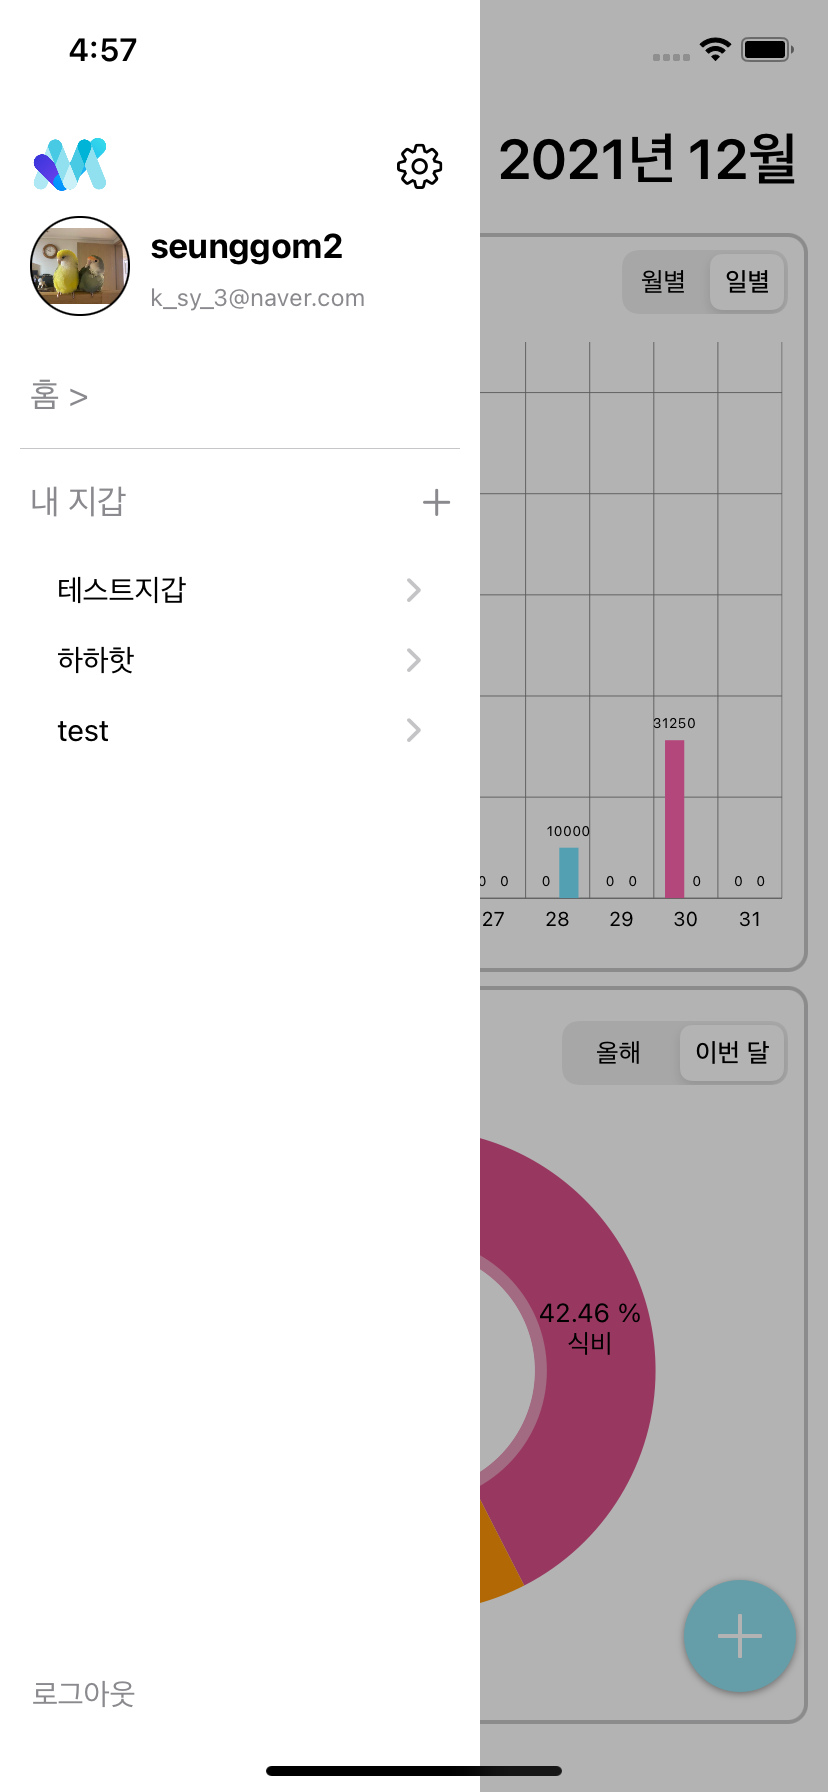 4:57
2021년 12월
seunggom2
k_sy_3@naver.com
홈 >
내 지갑
테스트지갑
하하핫
test
로그아웃
월별 일별
31250
10000
0 0 0 0 0 0 0 0
27 28 29 30 31
올해 이번 달
42.46 %
식비